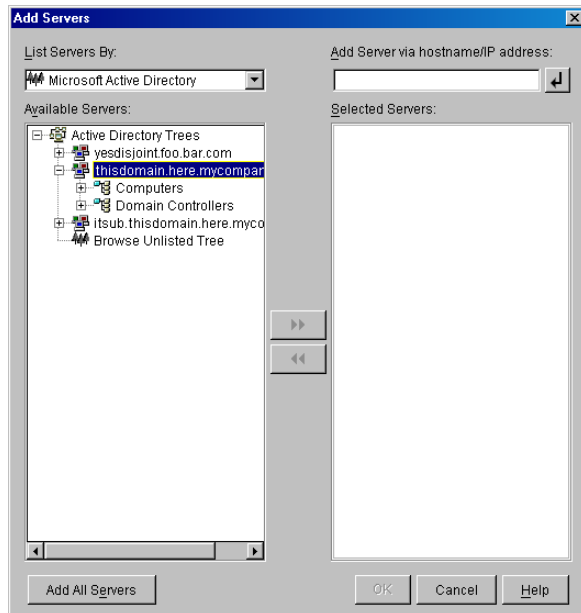 Add Servers
List Servers By:
Microsoft Active Directory
Available Servers:
Active Directory Trees
yesdisjoint.foo.bar.com
thisdomain.here.mycompar
Computers
Domain Controllers
itsub.thisdomain.here.myco
Browse Unlisted Tree
Add All Servers
Add Server via hostname/IP address:
Selected Servers:
OK
Cancel
Help